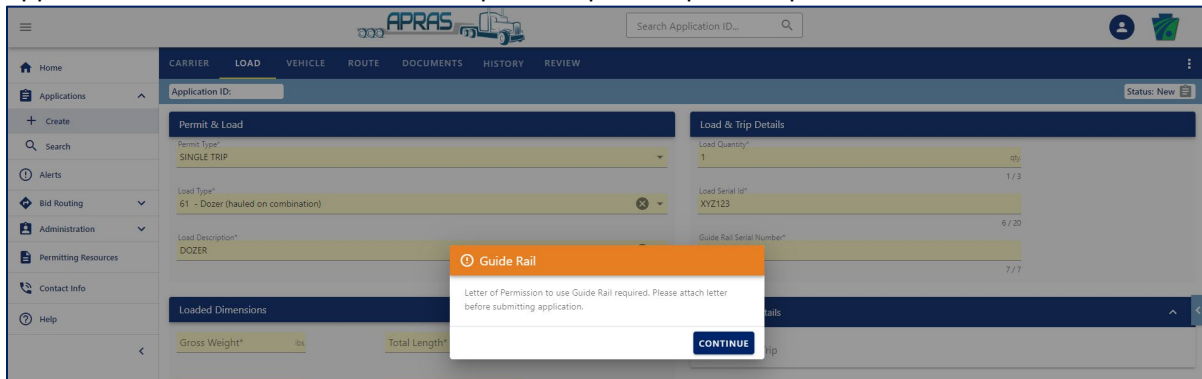 APRAS
Search Application ID...
Home
Applications
Create
Search
Alerts
Bid Routing
Administration
Permitting Resources
Contact Info
Help
CARRIER LOAD VEHICLE ROUTE DOCUMENTS HISTORY REVIEW
Application ID:
Status: New
Permit & Load
Permit Type*
SINGLE TRIP
Load Type*
61 - Dozer (hauled on combination)
Load Description*
DOZER
Load & Trip Details
Load Quantity*
1 qty.
1 / 3
Load Serial Id*
XYZ123
6 / 20
Guide Rail Serial Number*
7 / 7
Guide Rail
Letter of Permission to use Guide Rail required. Please attach letter
before submitting application.
CONTINUE
Loaded Dimensions
Gross Weight* lbs. Total Length*